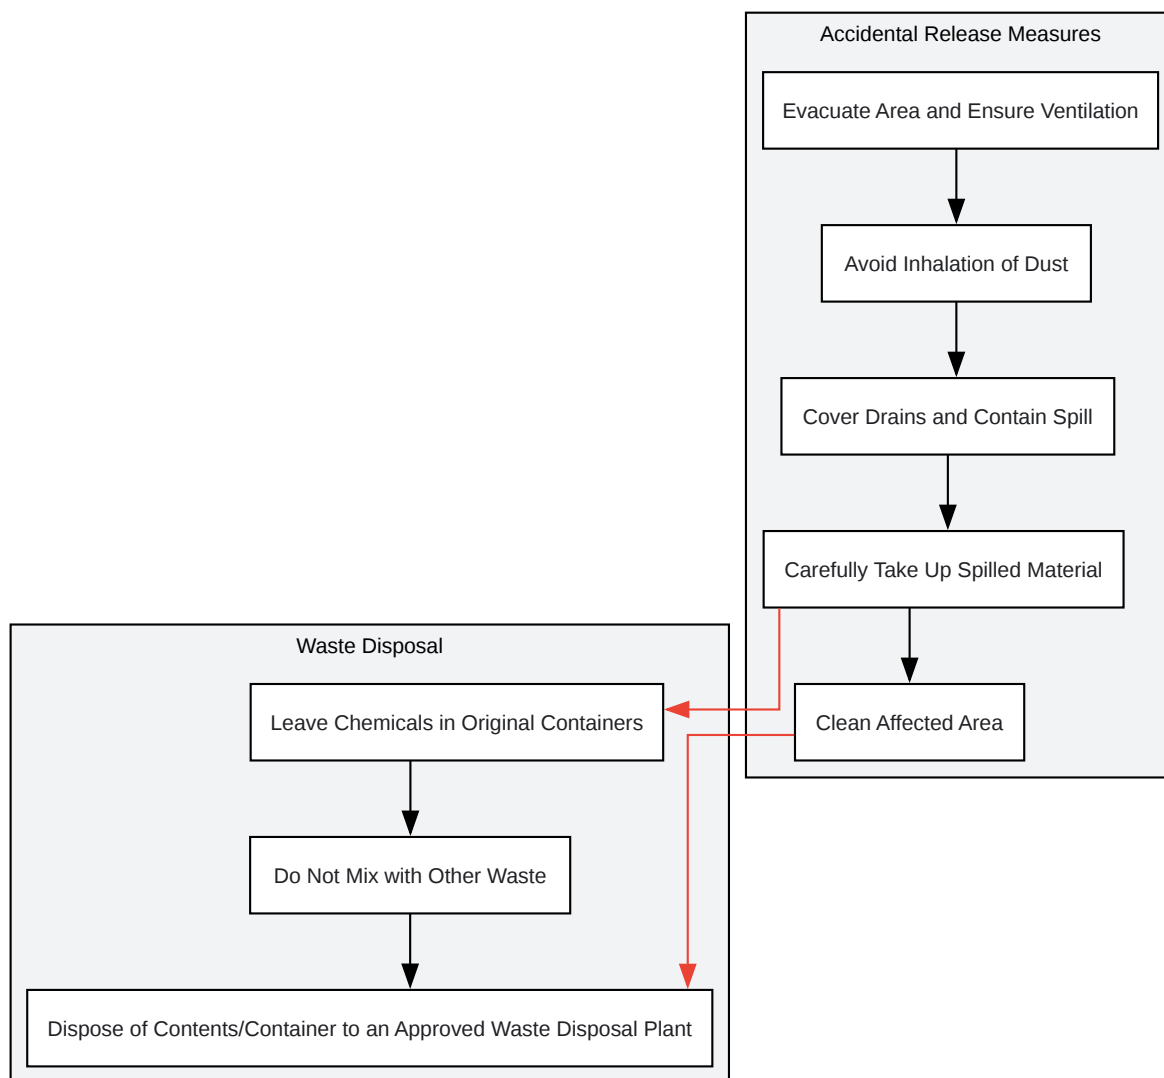 Accidental Release Measures
Evacuate Area and Ensure Ventilation
Avoid Inhalation of Dust
Cover Drains and Contain Spill
Carefully Take Up Spilled Material
Clean Affected Area
Waste Disposal
Leave Chemicals in Original Containers
Do Not Mix with Other Waste
Dispose of Contents/Container to an Approved Waste Disposal Plant